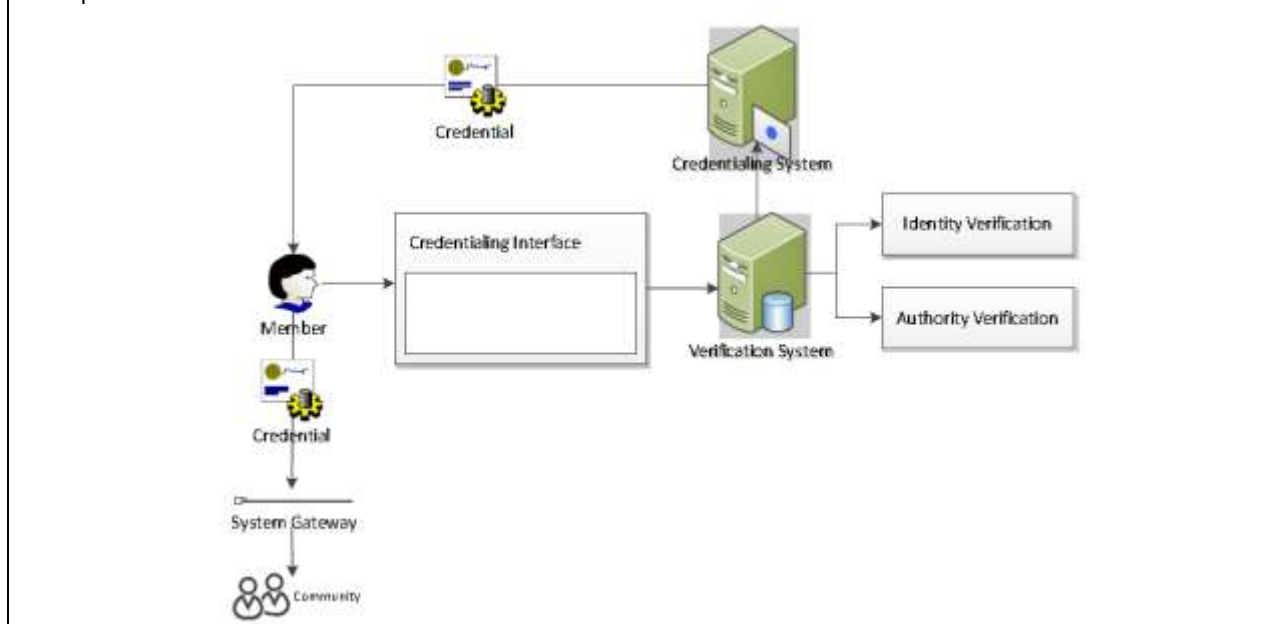 Credential
Credentialing System
Credentialing Interface
Identity Verification
Member
Authority Verification
Verification System
Credential
System Gateway
Community